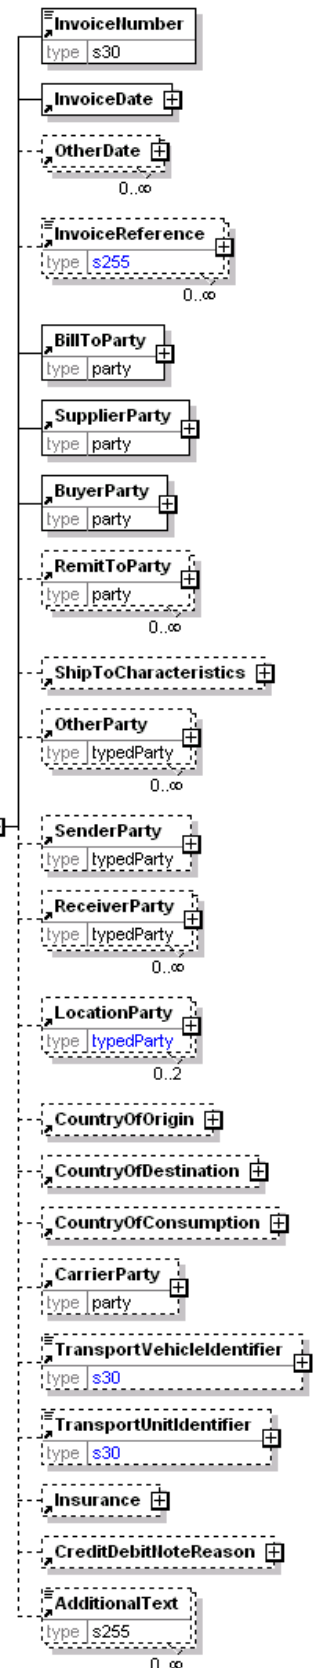 InvoiceNumber
type s30
InvoiceDate
OtherDate
0..∞
InvoiceReference
type s255
0..∞
BillToParty
type party
SupplierParty
type party
BuyerParty
type party
RemitToParty
type party
0..∞
ShipToCharacteristics
OtherParty
type typedParty
0..∞
SenderParty
type typedParty
ReceiverParty
type typedParty
0..∞
LocationParty
type typedParty
0..2
CountryOfOrigin
CountryOfDestination
CountryOfConsumption
CarrierParty
type party
TransportVehicleIdentifier
type s30
TransportUnitIdentifier
type s30
Insurance
CreditDebitNoteReason
AdditionalText
type s255
0..∞